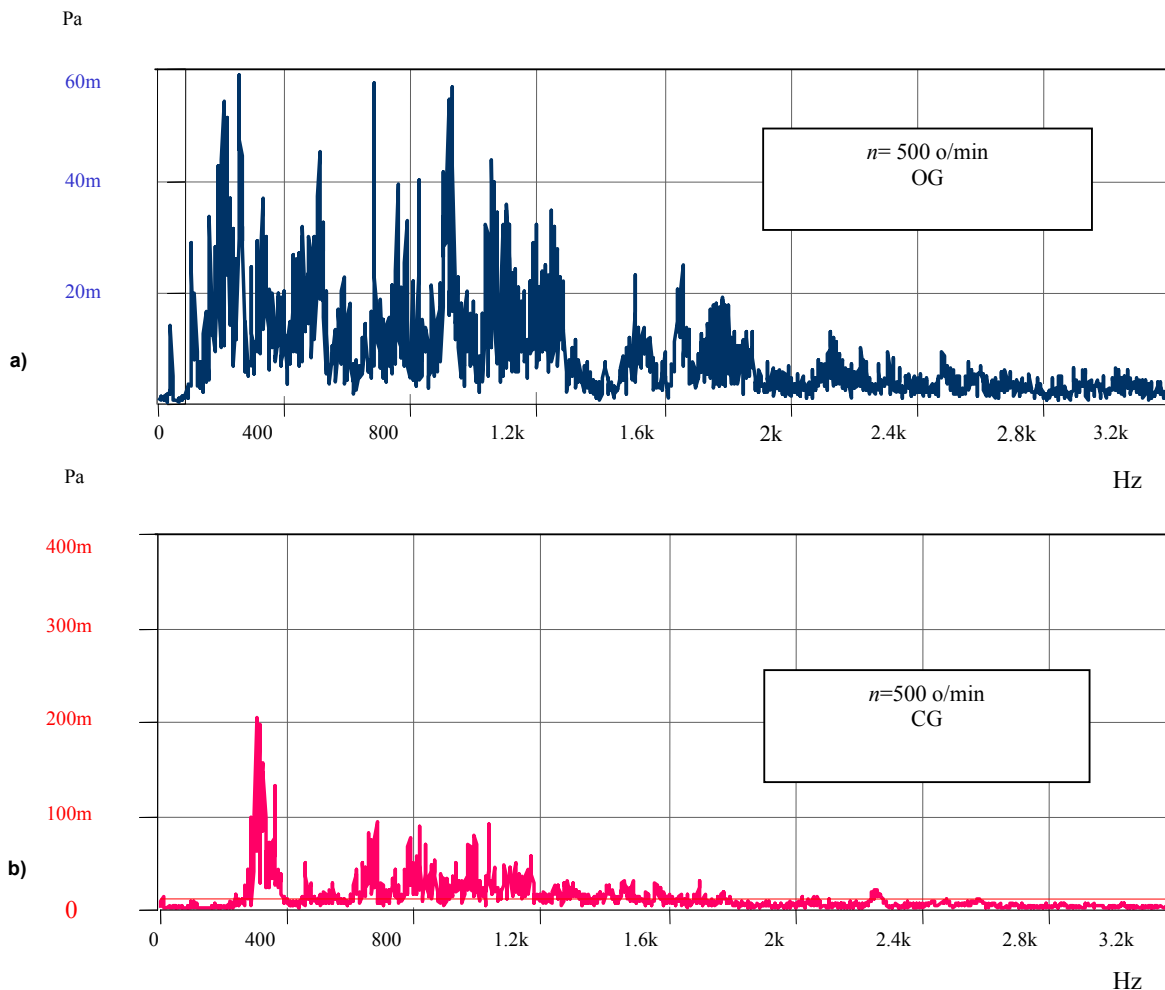 Pa
60m
n= 500 o/min
OG
40m
20m
a)
0 400 800 1.2k 1.6k 2k 2.4k 2.8k 3.2k
Hz
Pa
400m
300m
n=500 o/min
CG
200m
100m
b)
0
0 400 800 1.2k 1.6k 2k 2.4k 2.8k 3.2k
Hz